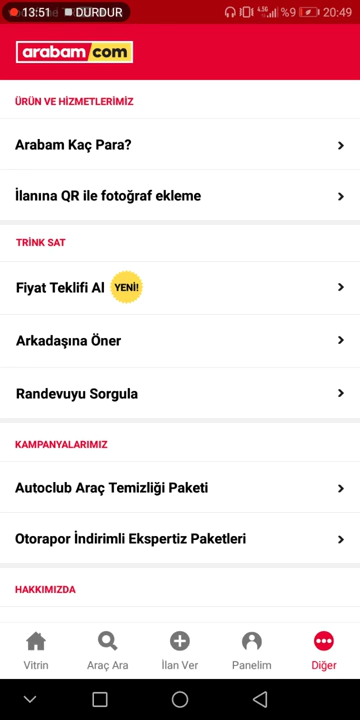 13:51 DURDUR %9 20:49
arabam com
ÜRÜN VE HİZMETLERİMİZ
Arabam Kaç Para?
İlanına QR ile fotoğraf ekleme
TRİNK SAT
Fiyat Teklifi Al YENİ!
Arkadaşına Öner
Randevuyu Sorgula
KAMPANYALARIMIZ
Autoclub Araç Temizliği Paketi
Otorapor İndirimli Ekspertiz Paketleri
HAKKIMIZDA
Vitrin Araç Ara İlan Ver Panelim Diğer